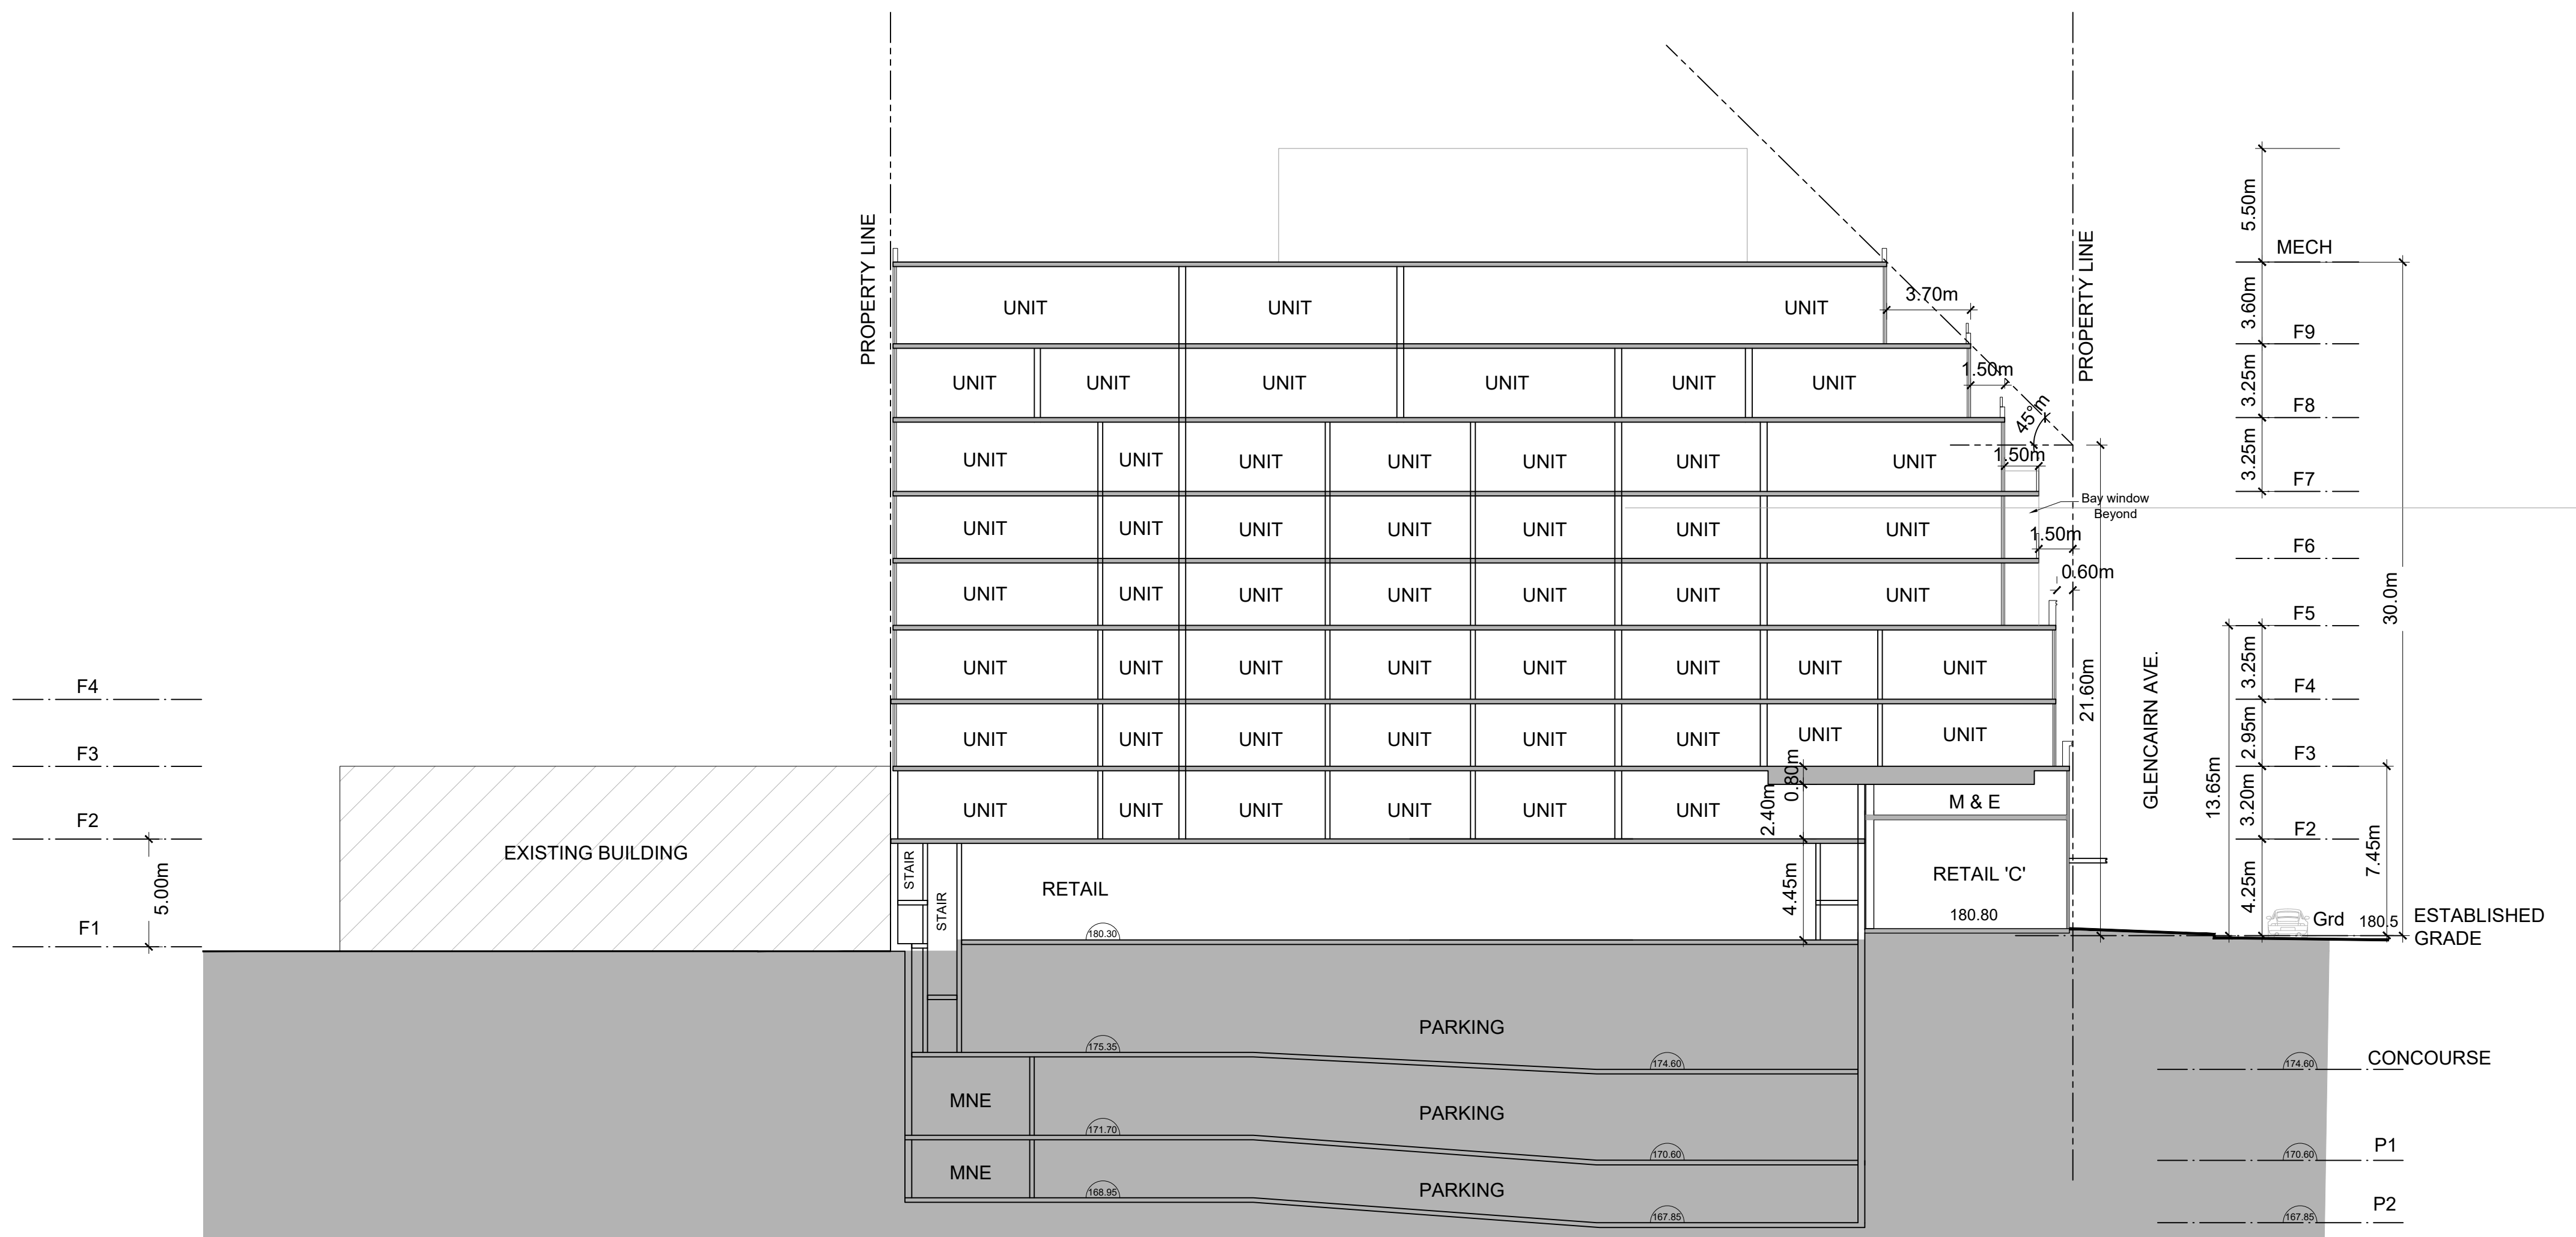 5.50m
MECH
PROPERTY LINE
PROPERTY LINE
UNIT UNIT UNIT
3.70m
3.60m
F9
UNIT UNIT UNIT UNIT UNIT UNIT
1.50m
3.25m
F8
45°m
UNIT UNIT UNIT UNIT UNIT UNIT UNIT
1.50m
3.25m
F7
Bay window
Beyond
UNIT UNIT UNIT UNIT UNIT UNIT UNIT
1.50m
F6
0.60m
30.0m
UNIT UNIT UNIT UNIT UNIT UNIT UNIT
F5
UNIT UNIT UNIT UNIT UNIT UNIT UNIT UNIT
3.25m
F4
F4
21.60m
GLENCAIRN AVE.
UNIT UNIT UNIT UNIT UNIT UNIT UNIT UNIT
2.95m
F3
F3
13.65m
0.80m
2.40m
M & E
3.20m
UNIT UNIT UNIT UNIT UNIT UNIT
F2
F2
7.45m
EXISTING BUILDING
5.00m
STAIR
STAIR
RETAIL
4.45m
RETAIL 'C'
180.80
4.25m
F1
180.30
Grd
180.5
ESTABLISHED
GRADE
PARKING
175.35
174.60
174.60
CONCOURSE
MNE
PARKING
171.70
170.60
170.60
P1
MNE
PARKING
168.95
167.85
167.85
P2